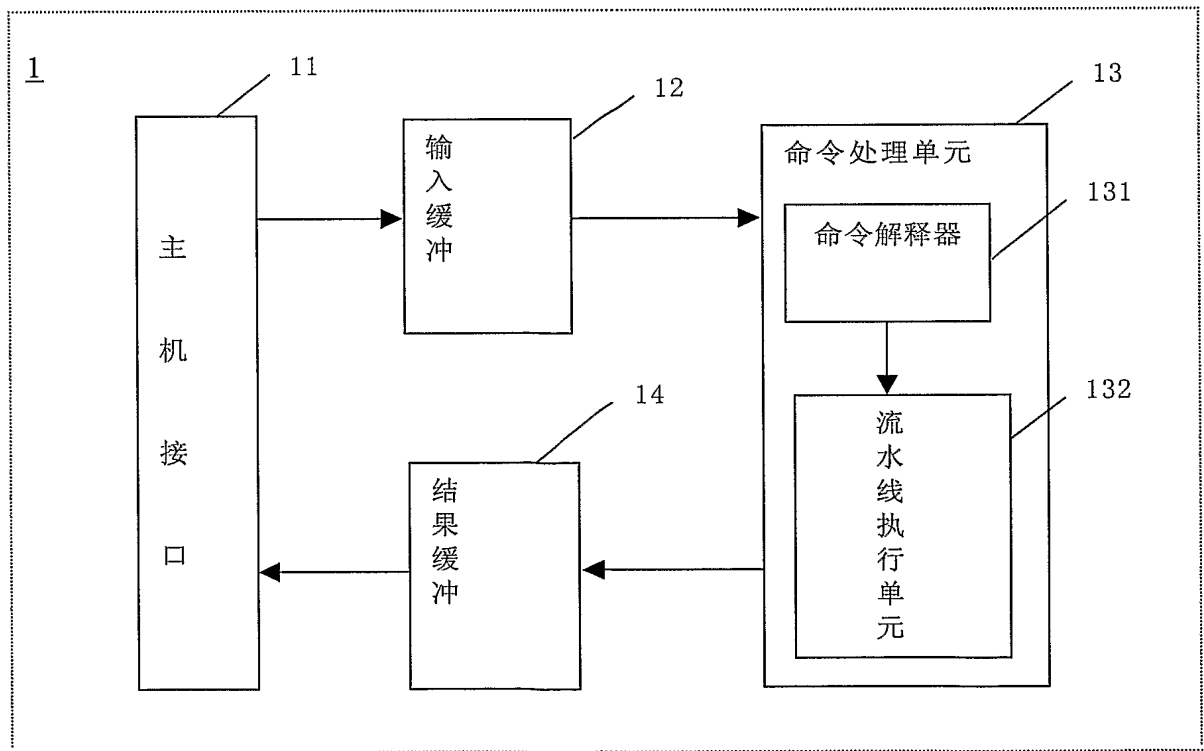 1
11
12
13
主机接口
输入缓冲
命令处理单元
131
命令解释器
14
132
结果缓冲
流水线执行单元